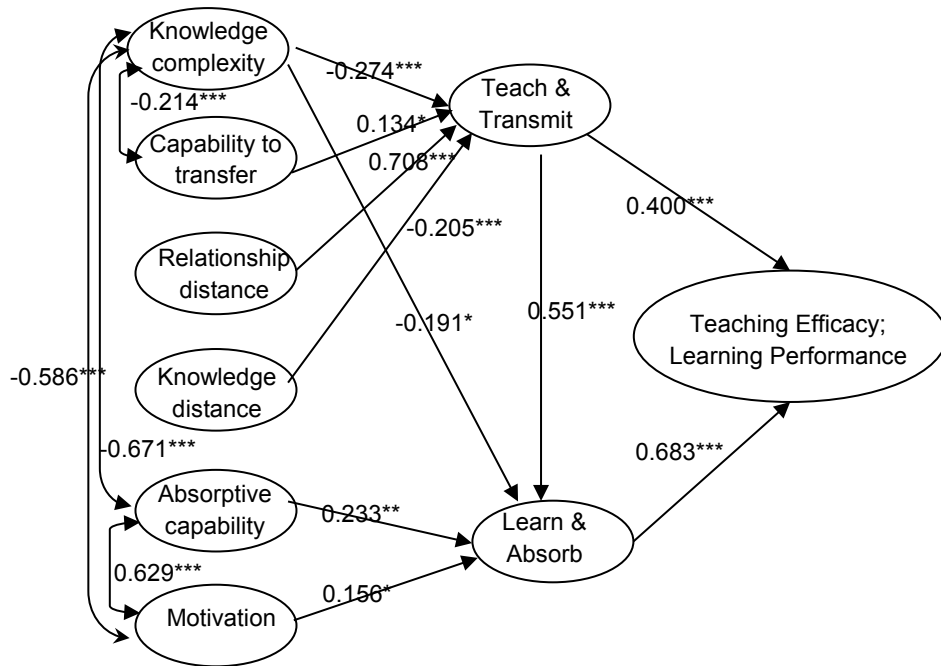 Knowledge
complexity
-0.274***
Teach &
Transmit
-0.214***
0.134*
Capability to
transfer
0.708***
0.400***
-0.205***
Relationship
distance
-0.191*
0.551***
Teaching Efficacy;
Learning Performance
-0.586***
Knowledge
distance
-0.671***
0.683***
Absorptive
capability
0.233**
Learn &
Absorb
0.629***
0.156*
Motivation